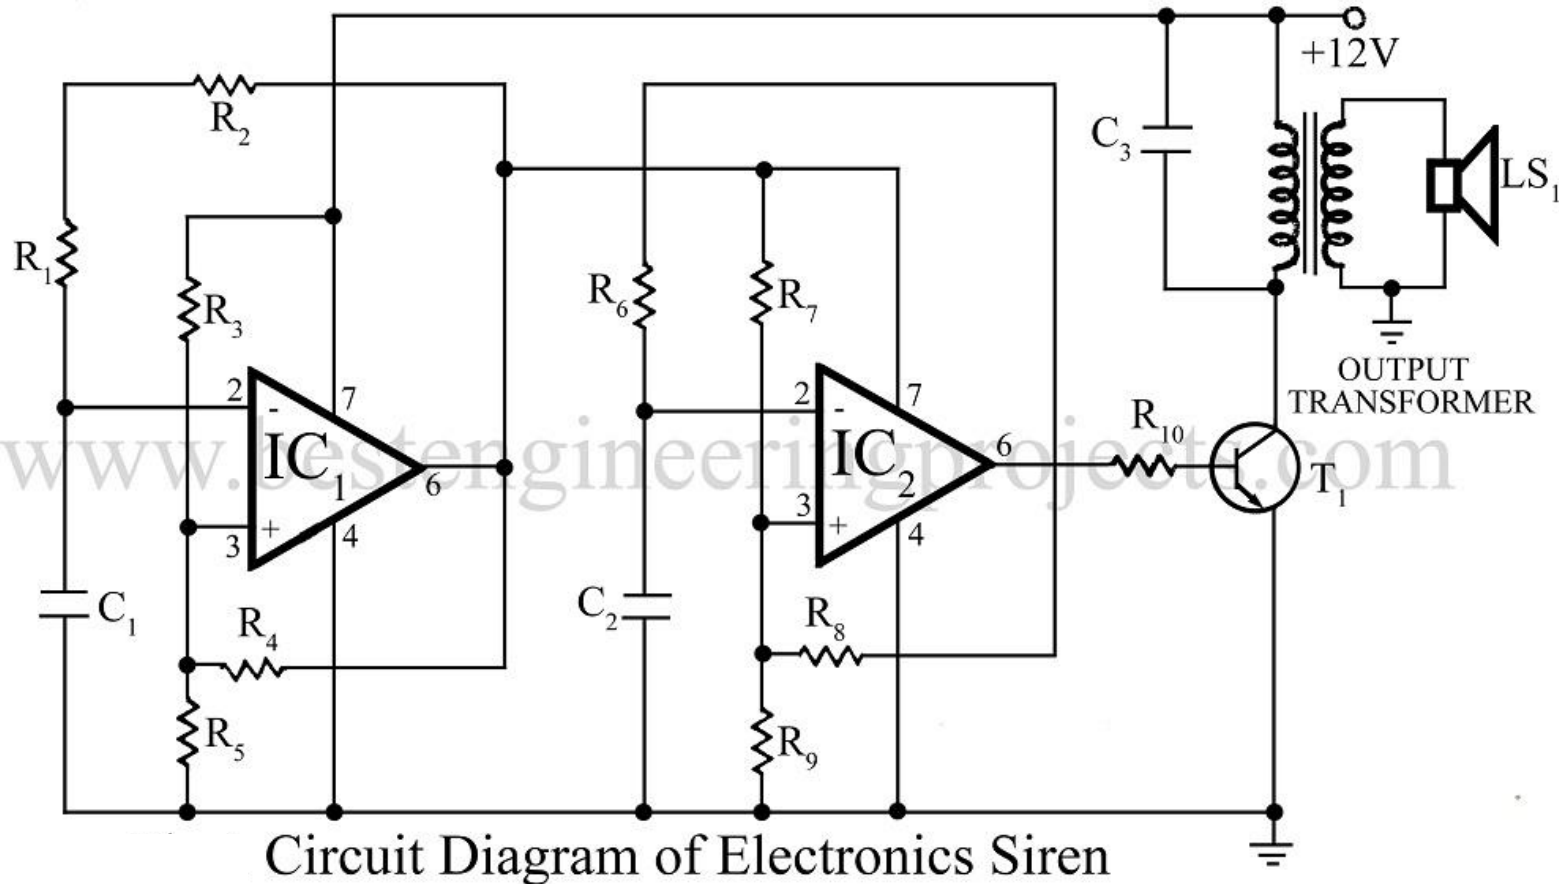 +12V
R2
C3
LS1
R1
R3
R6
R7
OUTPUT
TRANSFORMER
2
-
7
2
-
7
R10
www.bestengineeringprojects.com
IC1
6
IC2
6
T1
3
+
4
3
+
4
C1
R4
C2
R8
R5
R9
Circuit Diagram of Electronics Siren